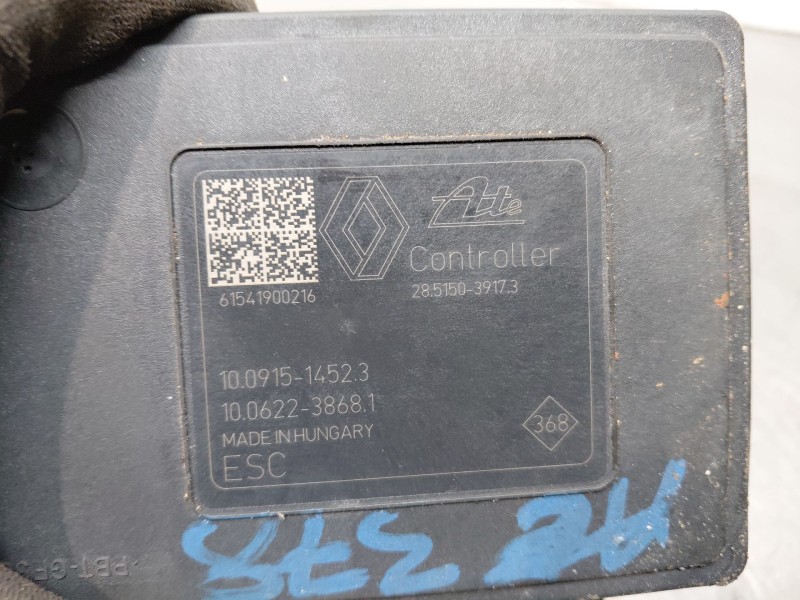 Ate
Controller
61541900216
28.5150-3917.3
10.0915-1452.3
10.0622-3868.1
MADE IN HUNGARY
368
ESC
378